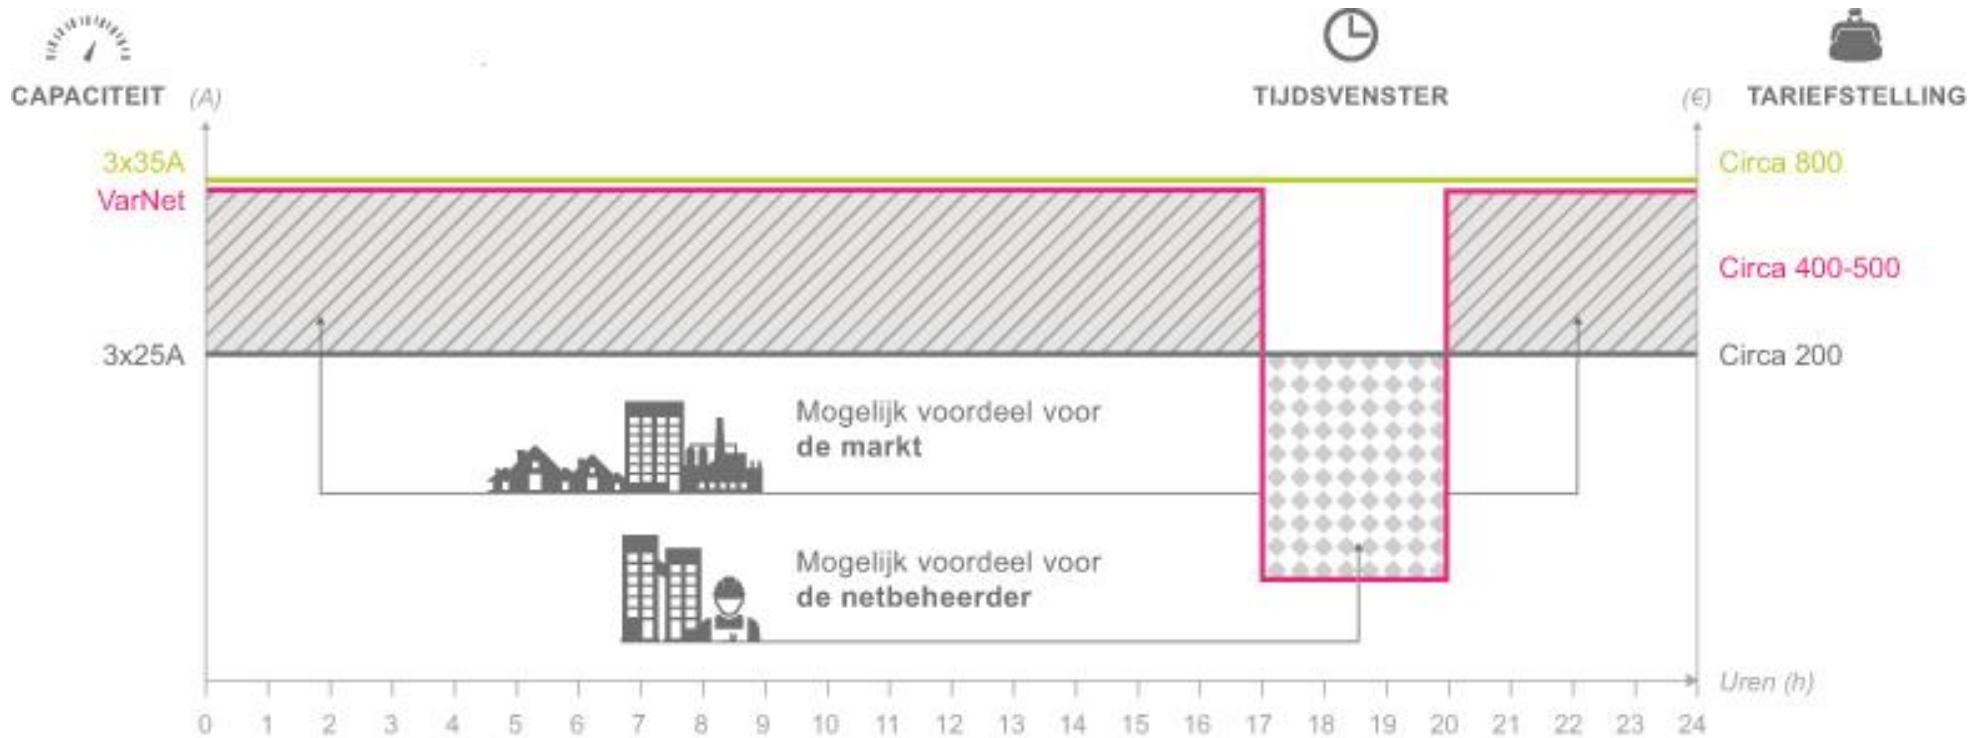 CAPACITEIT (A)
TIJDSVENSTER
(€) TARIEFSTELLING
3x35A
Circa 800
VarNet
Circa 400-500
3x25A
Circa 200
Mogelijk voordeel voor
de markt
Mogelijk voordeel voor
de netbeheerder
Uren (h)
0 1 2 3 4 5 6 7 8 9 10 11 12 13 14 15 16 17 18 19 20 21 22 23 24